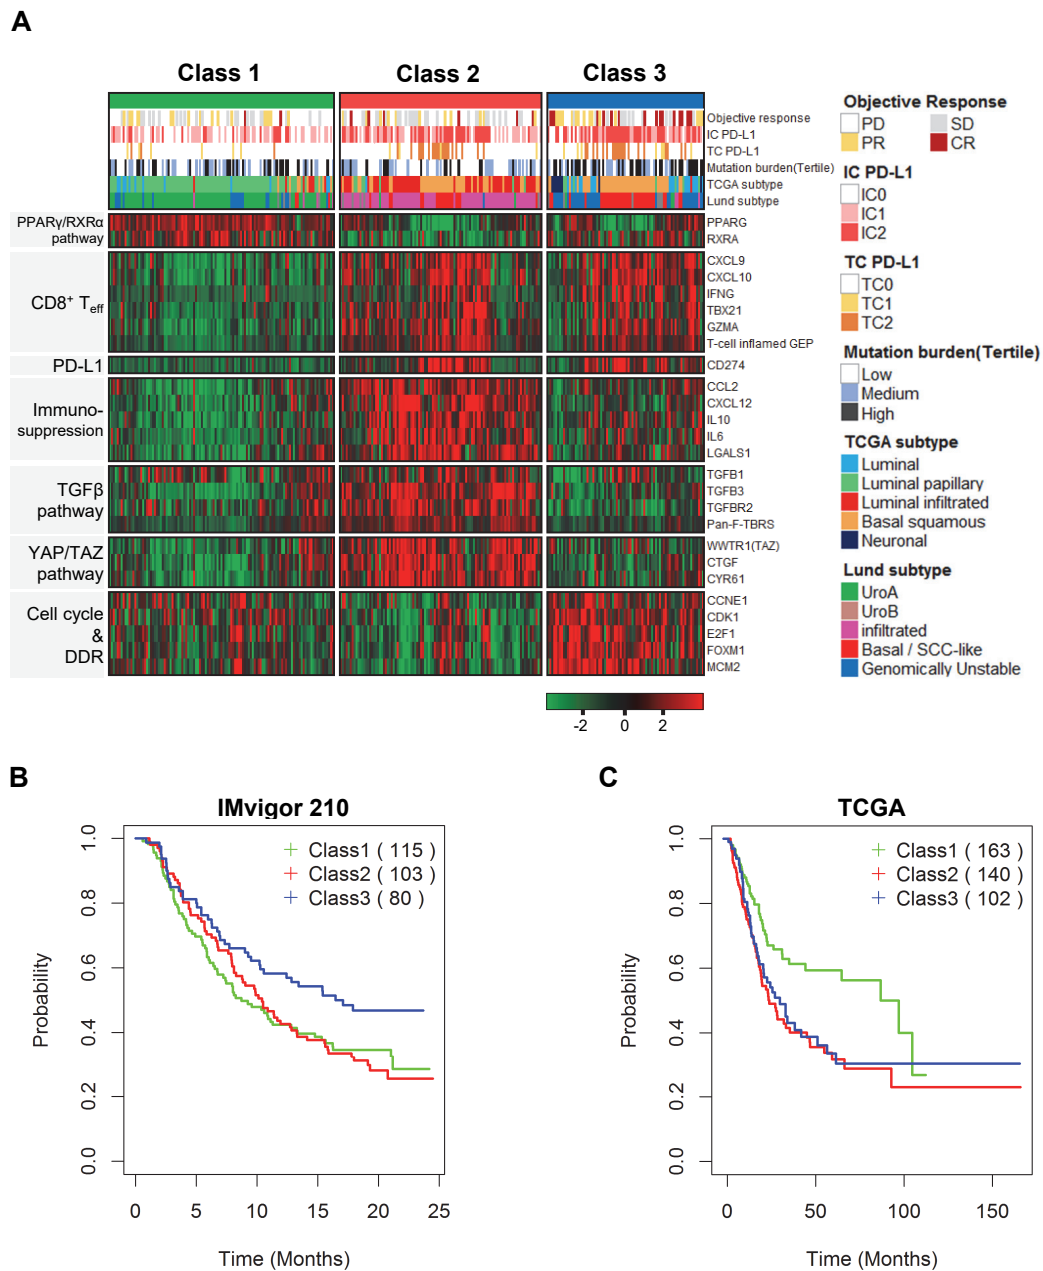 A
Class 1
Class 2
Class 3
Objective response
IC PD-L1
TC PD-L1
Mutation burden(Tertile)
TCGA subtype
Lund subtype
PPARγ/RXRα
pathway
PPARG
RXRA
CD8+ Teff
CXCL9
CXCL10
IFNG
TBX21
GZMA
T-cell inflamed GEP
PD-L1
CD274
Immuno-
suppression
CCL2
CXCL12
IL10
IL6
LGALS1
TGFβ
pathway
TGFB1
TGFB3
TGFBR2
Pan-F-TBRS
YAP/TAZ
pathway
WWTR1(TAZ)
CTGF
CYR61
Cell cycle
&
DDR
CCNE1
CDK1
E2F1
FOXM1
MCM2
-2 0 2
Objective Response
PD SD
PR CR
IC PD-L1
IC0
IC1
IC2
TC PD-L1
TC0
TC1
TC2
Mutation burden(Tertile)
Low
Medium
High
TCGA subtype
Luminal
Luminal papillary
Luminal infiltrated
Basal squamous
Neuronal
Lund subtype
UroA
UroB
infiltrated
Basal / SCC-like
Genomically Unstable
B
IMvigor 210
Class1 ( 115 )
Class2 ( 103 )
Class3 ( 80 )
Probability
1.0
0.8
0.6
0.4
0.2
0.0
0 5 10 15 20 25
Time (Months)
C
TCGA
Class1 ( 163 )
Class2 ( 140 )
Class3 ( 102 )
Probability
1.0
0.8
0.6
0.4
0.2
0.0
0 50 100 150
Time (Months)